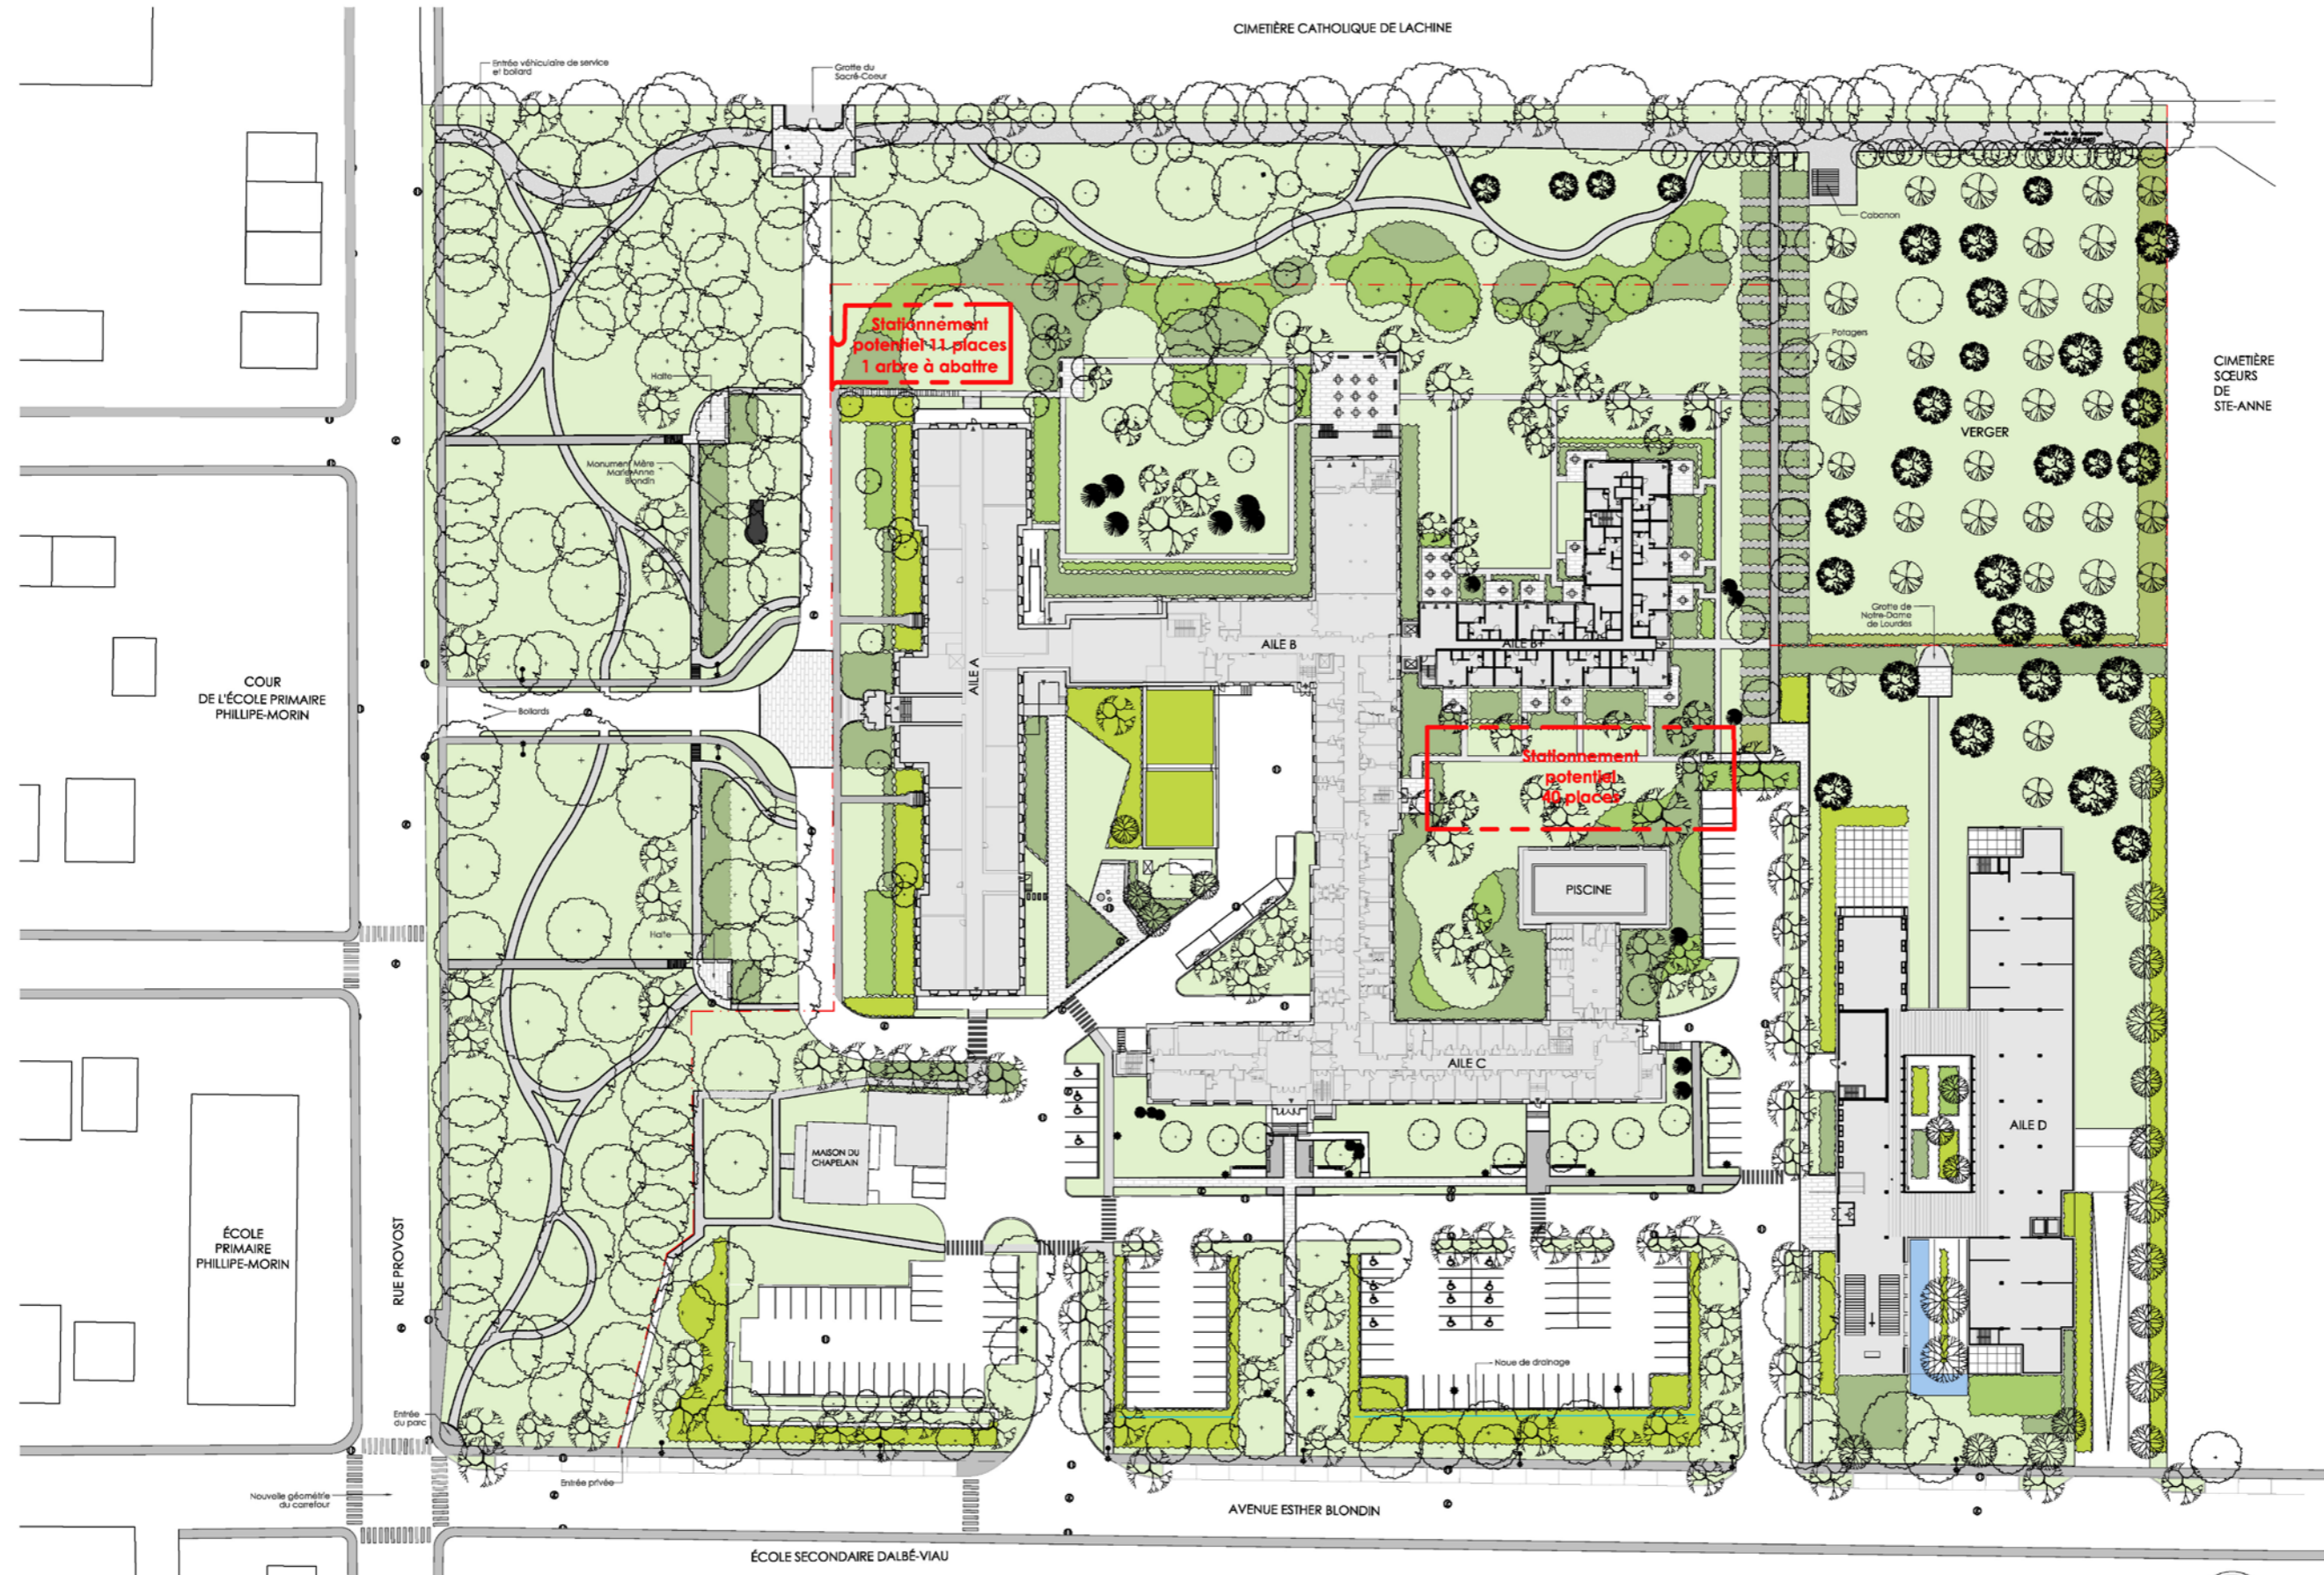 CIMETIÈRE CATHOLIQUE DE LACHINE
Entrée véhiculaire de service
et bollard
Grotte du
Sacré-Coeur
Cabanon
Stationnement
potentiel 11 places
1 arbre à abattre
Potagers
CIMETIÈRE
SŒURS
DE
STE-ANNE
Halte
VERGER
Monument Mère
Marie-Anne
Blondin
Grotte de
Notre-Dame
de Lourdes
AILE A
AILE B
AILE B+
COUR
DE L'ÉCOLE PRIMAIRE
PHILLIPE-MORIN
Bollards
Stationnement
potentiel
40 places
PISCINE
Halte
AILE C
MAISON DU
CHAPELAIN
AILE D
ÉCOLE
PRIMAIRE
PHILLIPE-MORIN
RUE PROVOST
Noue de drainage
Entrée
du parc
Entrée privée
Nouvelle géométrie
du carrefour
AVENUE ESTHER BLONDIN
ÉCOLE SECONDAIRE DALBÉ-VIAU